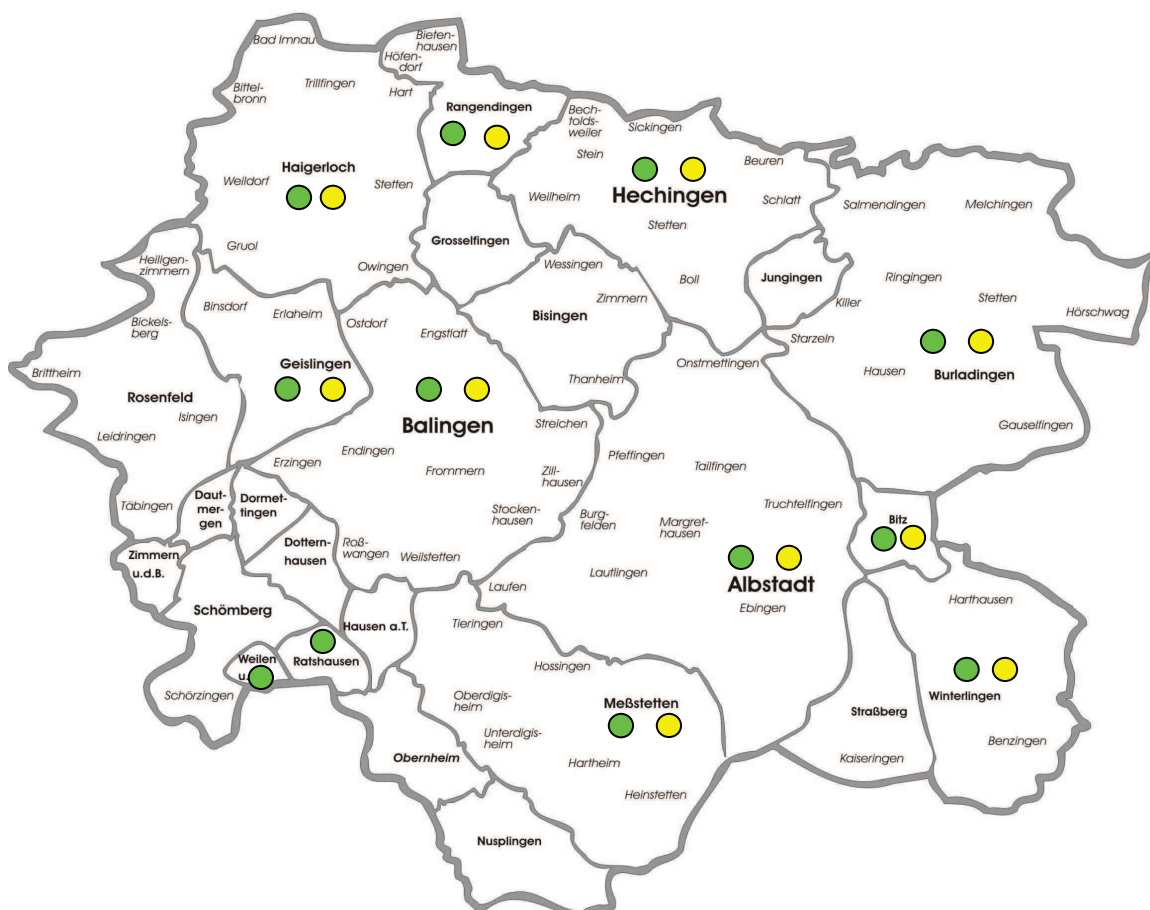 Bad Imnau
Bieten-
hausen
Höfen-
dorf
Trillfingen
Hart
Bittel-
bronn
Rangendingen
Bech-
toldsweiler
Sickingen
Stein
Beuren
Haigerloch
Weildorf
Stetten
Weilheim
Hechingen
Schlatt
Salmendingen
Melchingen
Stetten
Gruol
Grosselfingen
Owingen
Heiligen-
zimmern
Wessingen
Boll
Jungingen
Ringingen
Binsdorf
Erlaheim
Zimmern
Killer
Stetten
Hörschwag
Bickels-
berg
Ostdorf
Engstlatt
Bisingen
Starzeln
Onstmettingen
Geislingen
Brittheim
Thanheim
Hausen
Burladingen
Rosenfeld
Isingen
Balingen
Streichen
Gauselfingen
Leidringen
Endingen
Erzingen
Frommern
Pfeffingen
Tailfingen
Zill-
hausen
Täbingen
Daut-
mer-
gen
Dormet-
tingen
Stocken-
hausen
Burg-
felden
Truchtelfingen
Margret-
hausen
Bitz
Zimmern
u.d.B.
Dottern-
hausen
Roß-
wangen
Weilstetten
Lautlingen
Laufen
Albstadt
Ebingen
Harthausen
Schömberg
Hausen a.T.
Tieringen
Weilen
u.
Ratshausen
Hossingen
Schörzingen
Oberdigis-
heim
Meßstetten
Winterlingen
Straßberg
Unterdigis-
heim
Benzingen
Obernheim
Hartheim
Kaiseringen
Heinstetten
Nusplingen